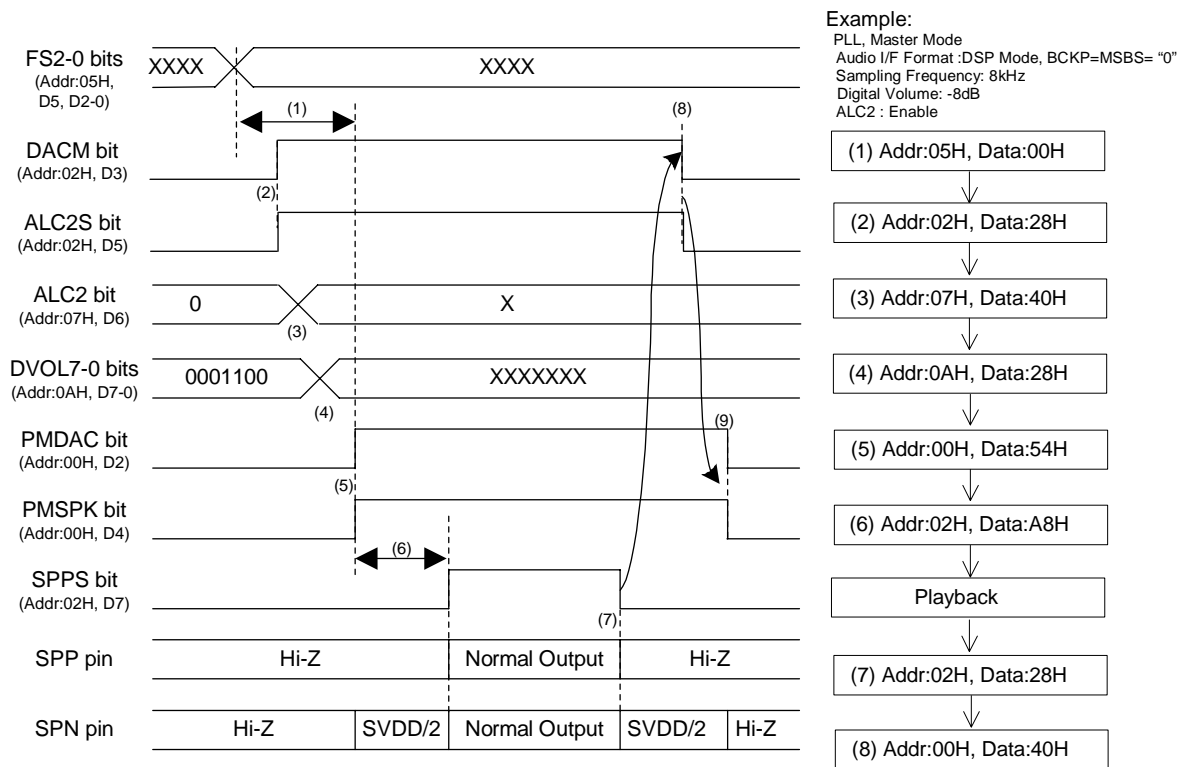 FS2-0 bits
(Addr:05H,
D5, D2-0)
XXXX
XXXX
(1)
(8)
DACM bit
(Addr:02H, D3)
(2)
ALC2S bit
(Addr:02H, D5)
ALC2 bit
(Addr:07H, D6)
0
X
(3)
DVOL7-0 bits
(Addr:0AH, D7-0)
0001100
XXXXXXX
(4)
PMDAC bit
(Addr:00H, D2)
(9)
(5)
PMSPK bit
(Addr:00H, D4)
(6)
SPPS bit
(Addr:02H, D7)
(7)
SPP pin
Hi-Z
Normal Output
Hi-Z
SPN pin
Hi-Z
SVDD/2
Normal Output
SVDD/2
Hi-Z
Example:
PLL, Master Mode
Audio I/F Format :DSP Mode, BCKP=MSBS= “0”
Sampling Frequency: 8kHz
Digital Volume: -8dB
ALC2 : Enable
(1) Addr:05H, Data:00H
(2) Addr:02H, Data:28H
(3) Addr:07H, Data:40H
(4) Addr:0AH, Data:28H
(5) Addr:00H, Data:54H
(6) Addr:02H, Data:A8H
Playback
(7) Addr:02H, Data:28H
(8) Addr:00H, Data:40H